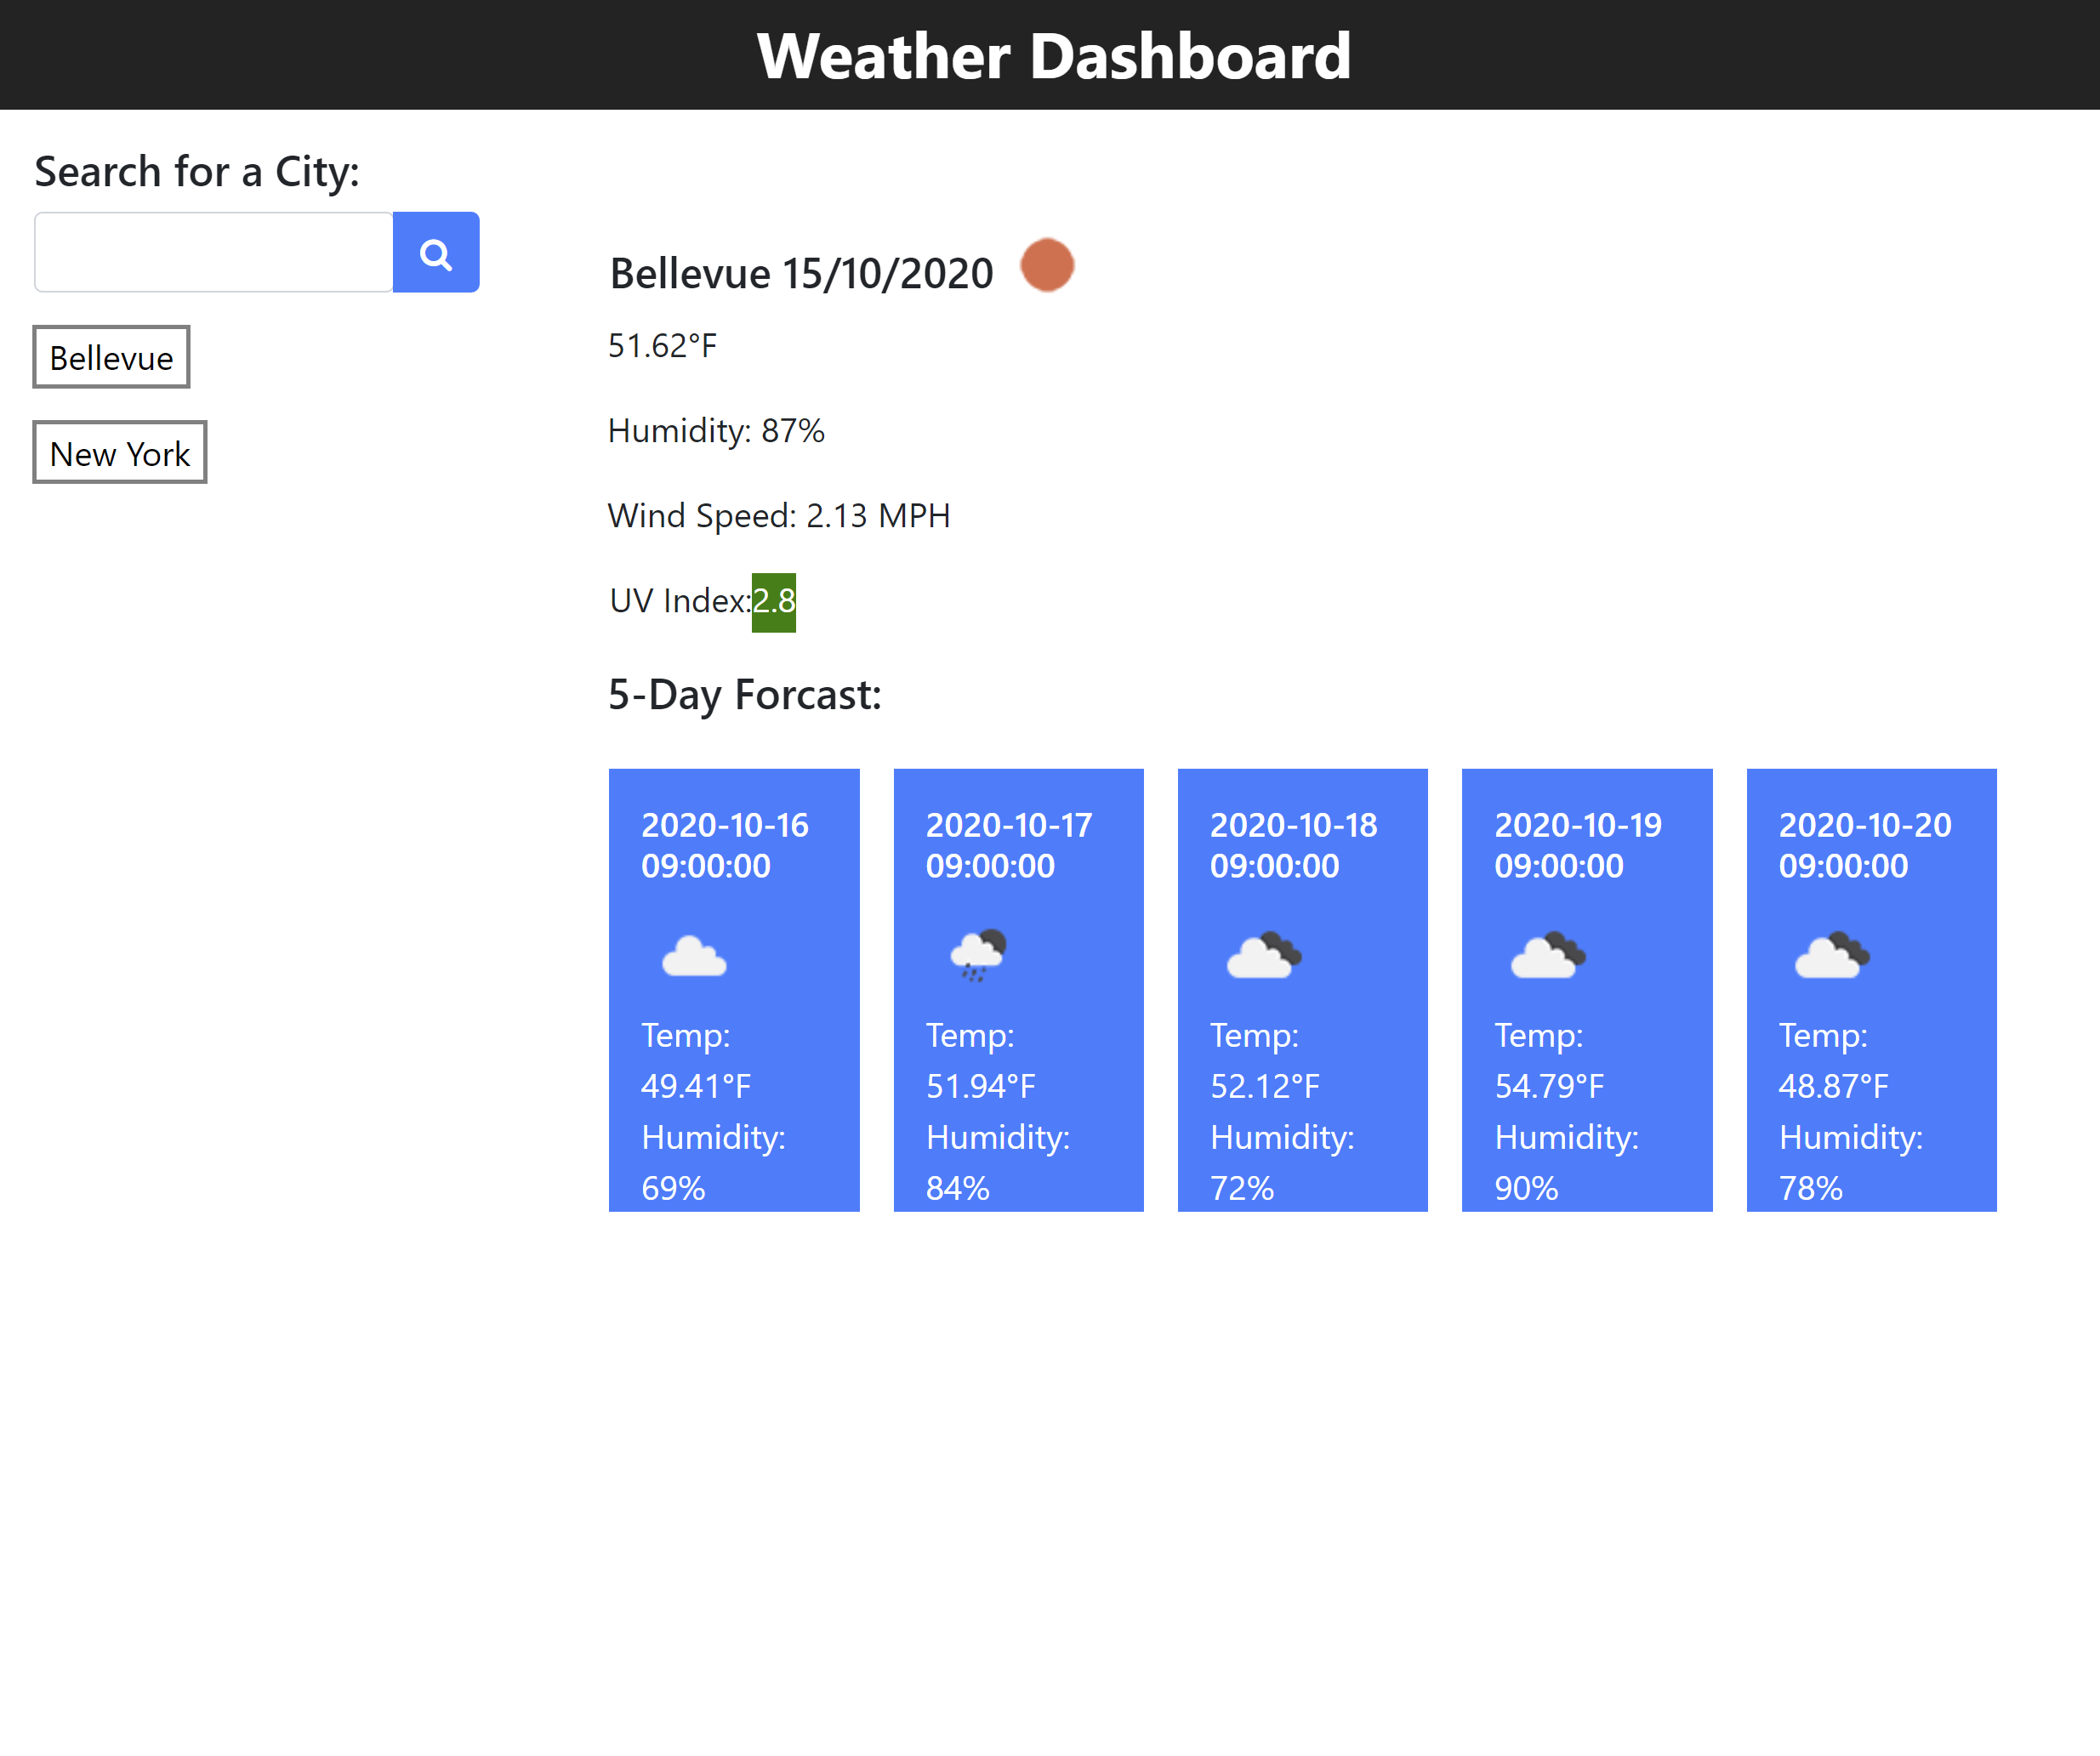 Weather Dashboard
Search for a City:
Bellevue
New York
Bellevue 15/10/2020
51.62°F
Humidity: 87%
Wind Speed: 2.13 MPH
UV Index:2.8
5-Day Forcast:
2020-10-16
09:00:00
Temp:
49.41°F
Humidity:
69%
2020-10-17
09:00:00
Temp:
51.94°F
Humidity:
84%
2020-10-18
09:00:00
Temp:
52.12°F
Humidity:
72%
2020-10-19
09:00:00
Temp:
54.79°F
Humidity:
90%
2020-10-20
09:00:00
Temp:
48.87°F
Humidity:
78%